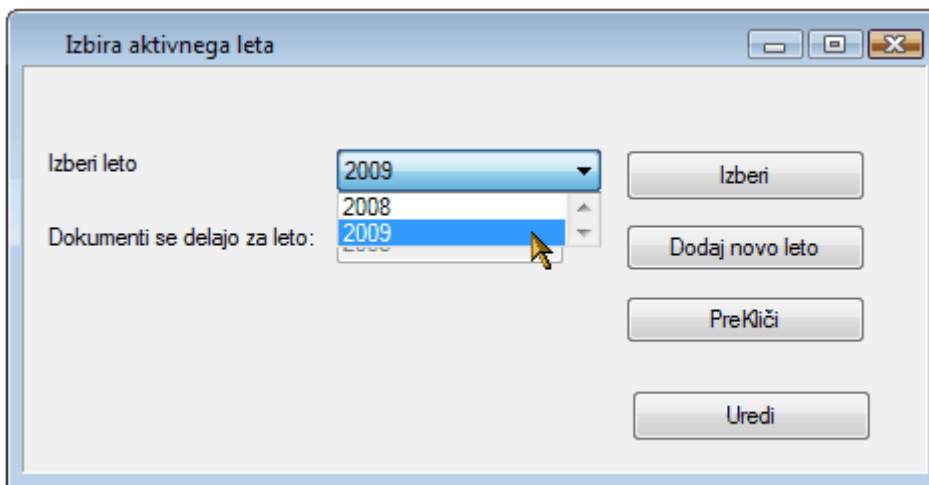 Izbira aktivnega leta
Izberi leto
2009
Izberi
2008
2009
Dokumenti se delajo za leto:
Dodaj novo leto
PreKliči
Uredi